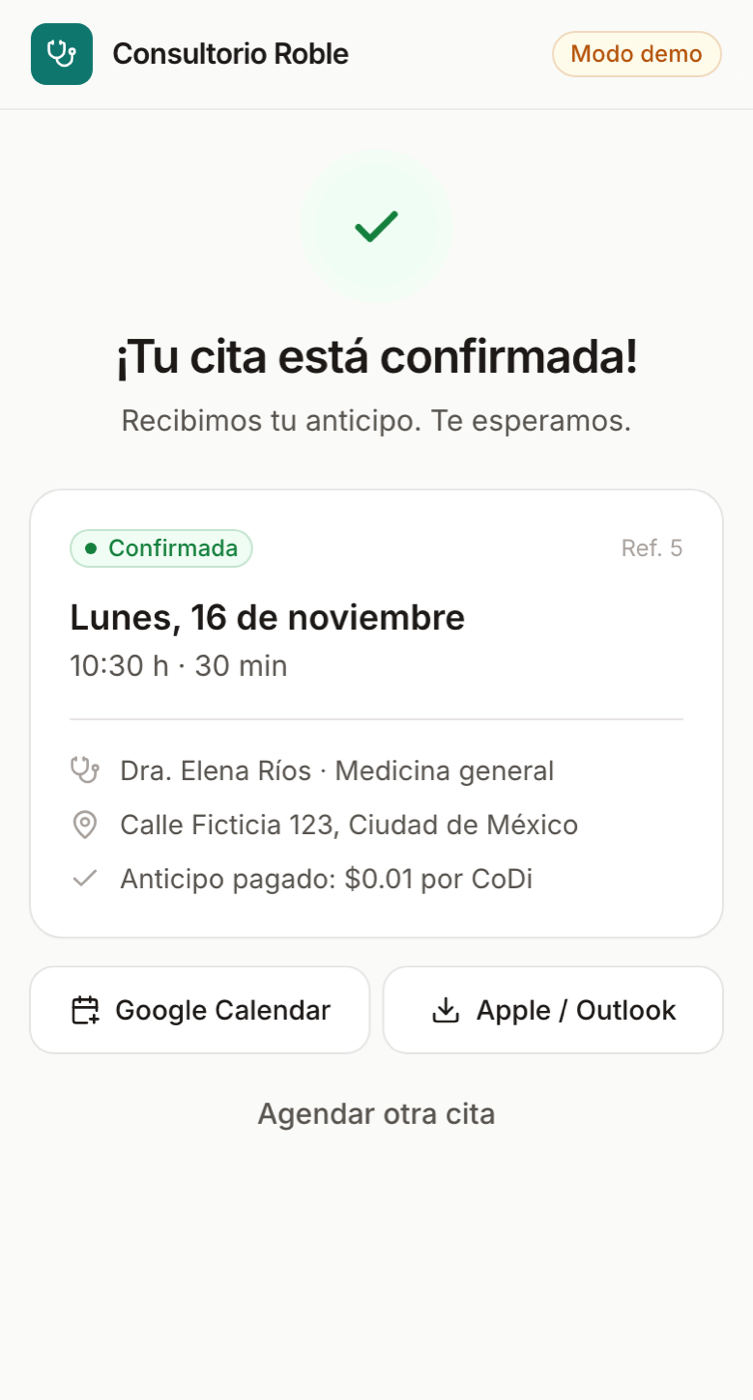 Consultorio Roble
Modo demo
¡Tu cita está confirmada!
Recibimos tu anticipo. Te esperamos.
Confirmada
Ref. 5
Lunes, 16 de noviembre
10:30 h · 30 min
Dra. Elena Ríos · Medicina general
Calle Ficticia 123, Ciudad de México
Anticipo pagado: $0.01 por CoDi
Google Calendar
Apple / Outlook
Agendar otra cita